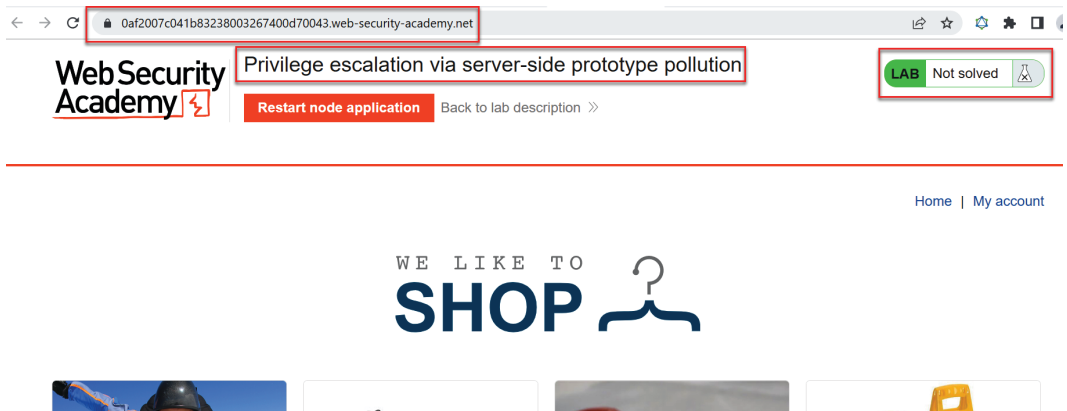 0af2007c041b83238003267400d70043.web-security-academy.net
Web Security
Academy
Privilege escalation via server-side prototype pollution
LAB Not solved
Restart node application Back to lab description
Home | My account
WE LIKE TO
SHOP